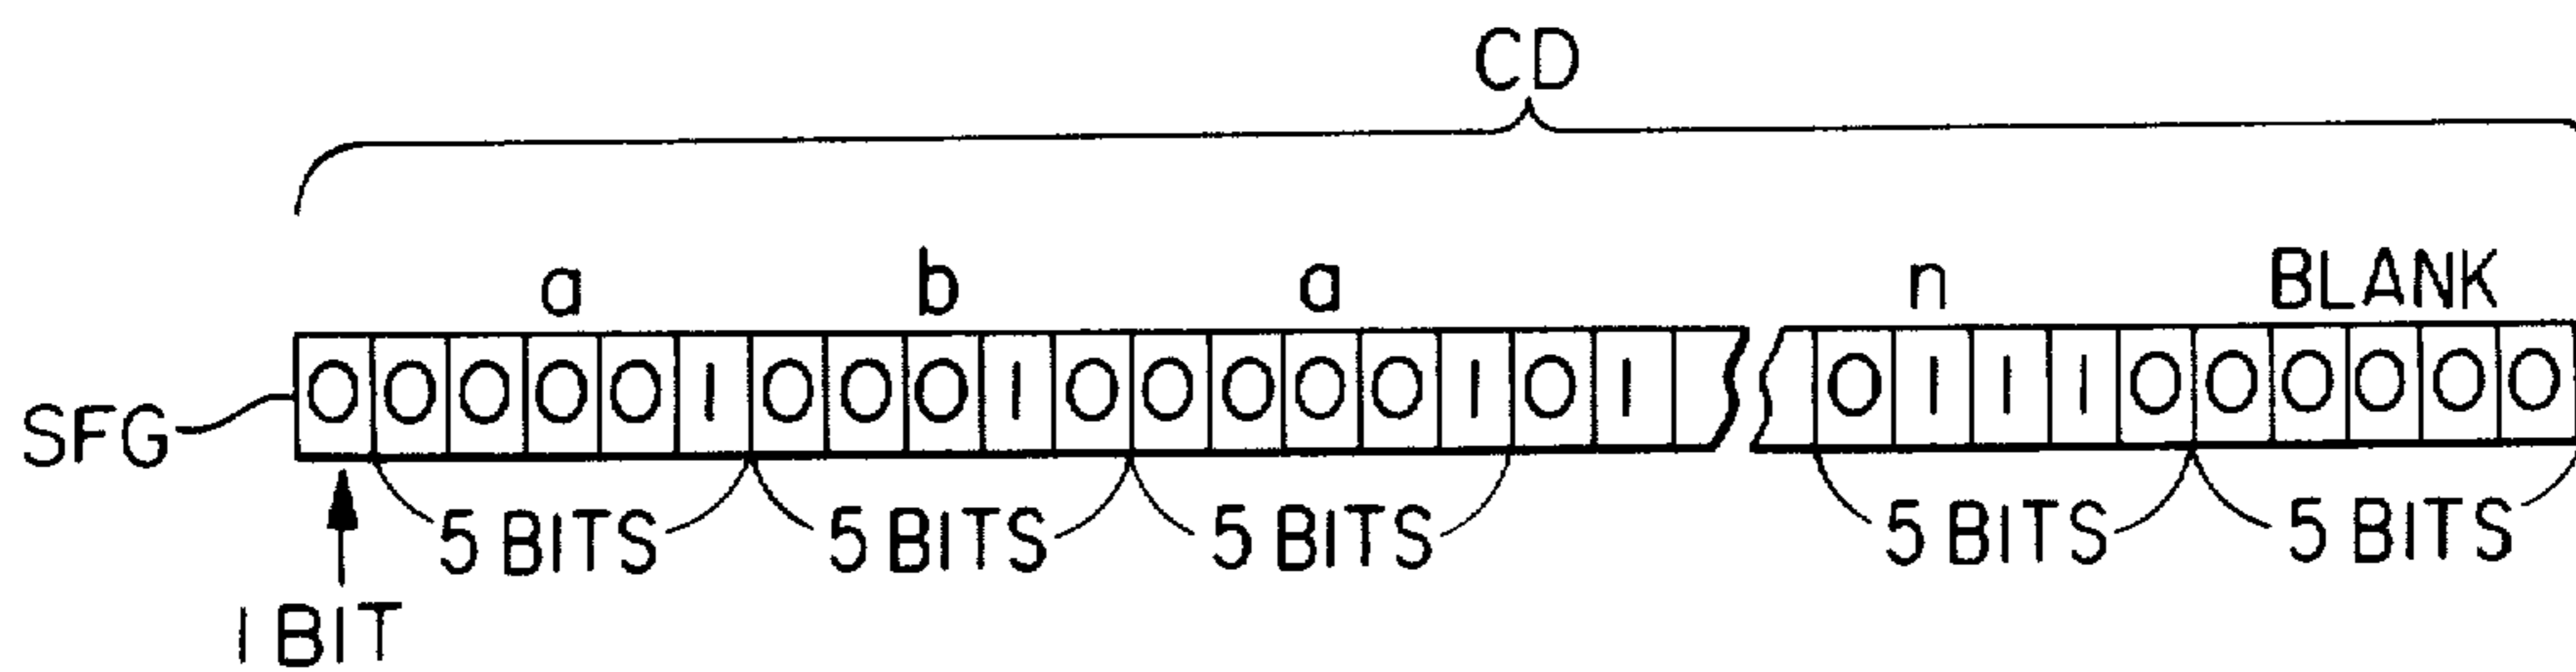 CD
a b a n BLANK
SFG 0 0 0 0 0 1 0 0 0 1 0 0 0 0 0 1 0 1 0 1 1 1 0 0 0 0 0 0
5 BITS 5 BITS 5 BITS 5 BITS 5 BITS
1 BIT